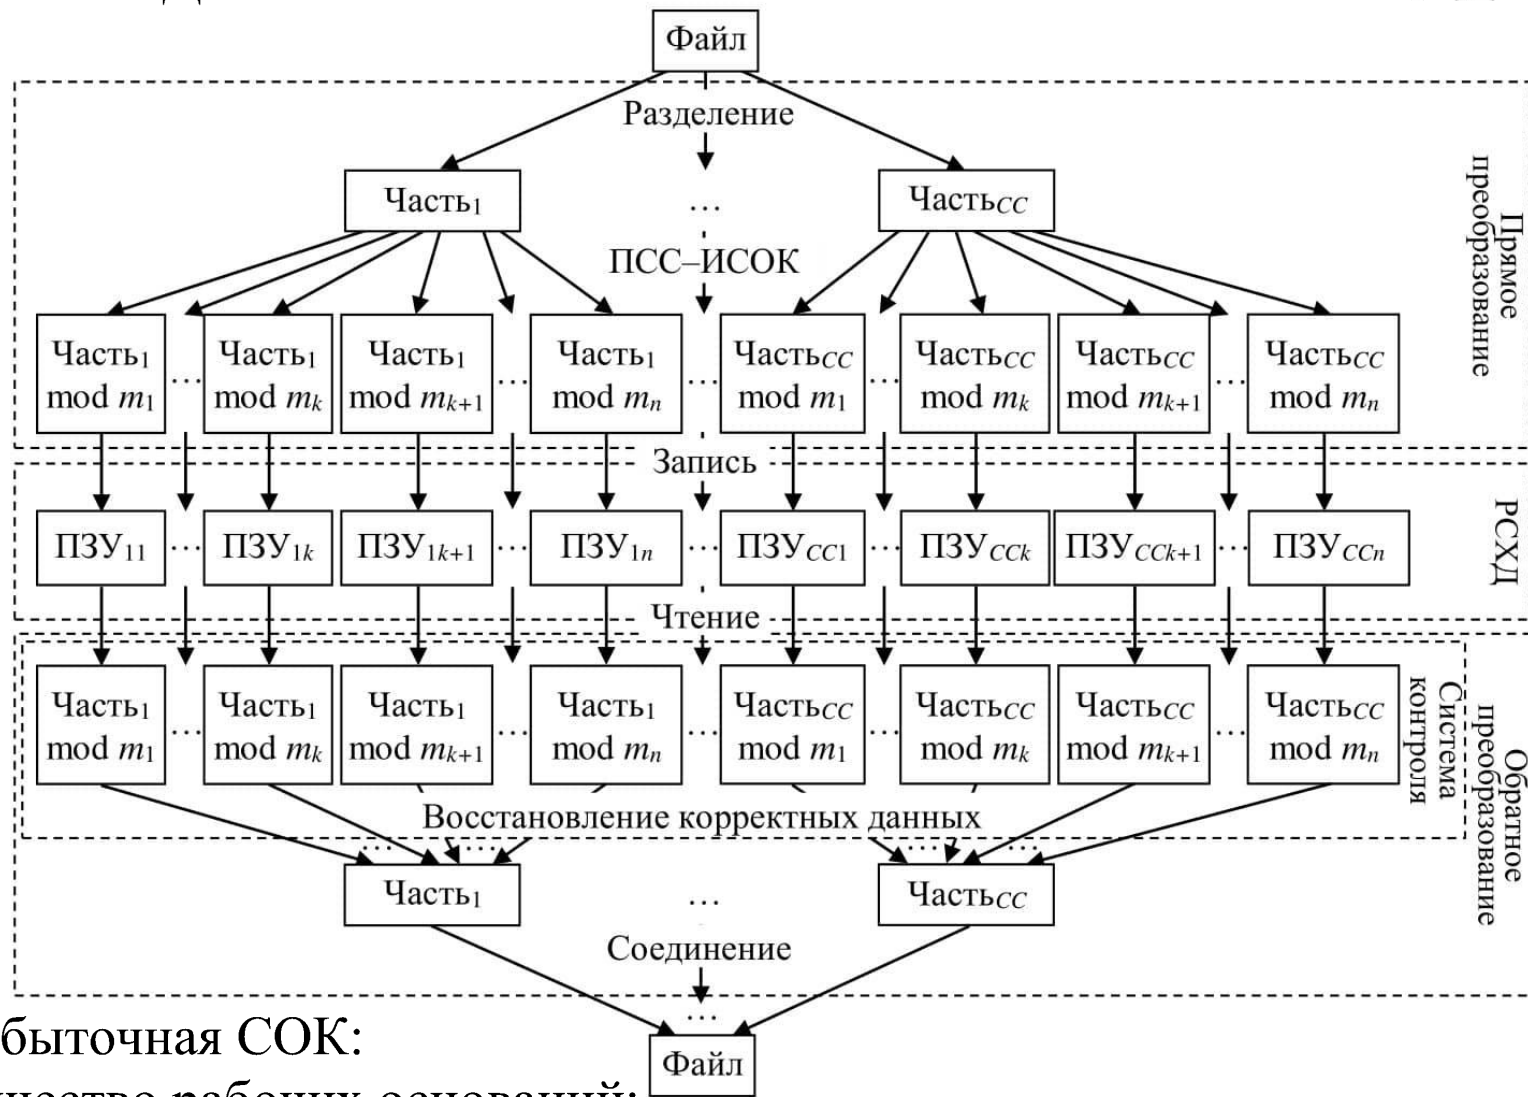 Файл
Разделение
Часть1 … ЧастьCC
ПСС–ИСОК
Прямое
преобразование
Часть1 mod m1 … Часть1 mod mk Часть1 mod mk+1 … Часть1 mod mn … ЧастьCC mod m1 … ЧастьCC mod mk ЧастьCC mod mk+1 … ЧастьCC mod mn
Запись
ПЗУ11 … ПЗУ1k ПЗУ1k+1 … ПЗУ1n … ПЗУCC1 … ПЗУCCk ПЗУCCk+1 … ПЗУCCn
РСХД
Чтение
Часть1 mod m1 … Часть1 mod mk Часть1 mod mk+1 … Часть1 mod mn … ЧастьCC mod m1 … ЧастьCC mod mk ЧастьCC mod mk+1 … ЧастьCC mod mn
Система
контроля
Обратное
преобразование
Восстановление корректных данных
… … … …
Часть1 … ЧастьCC
Соединение
…
Файл
быточная СОК:
рабочих оснований: